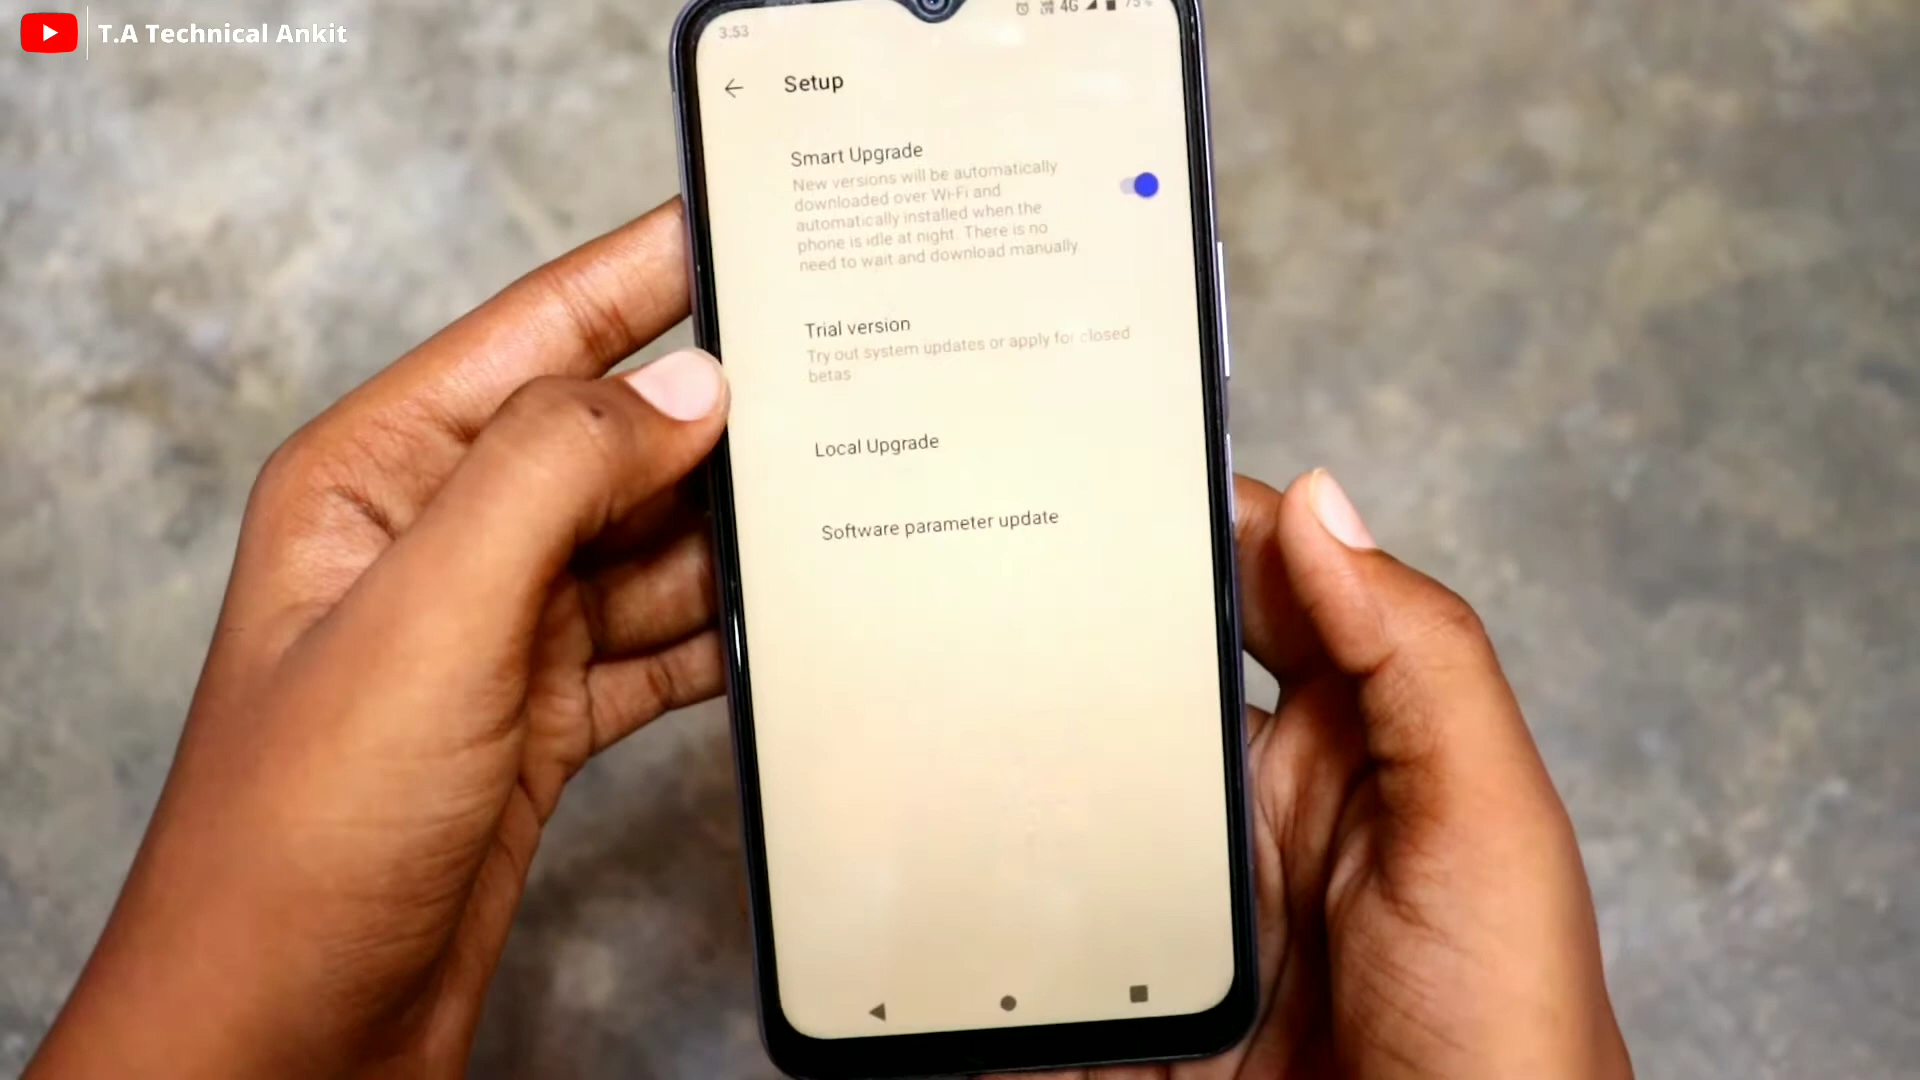 T.A Technical Ankit
3:53
4G
75%
Setup
Smart Upgrade
New versions will be automatically
downloaded over Wi-Fi and
automatically installed when the
phone is idle at night. There is no
need to wait and download manually
Trial version
Try out system updates or apply for closed
betas
Local Upgrade
Software parameter update